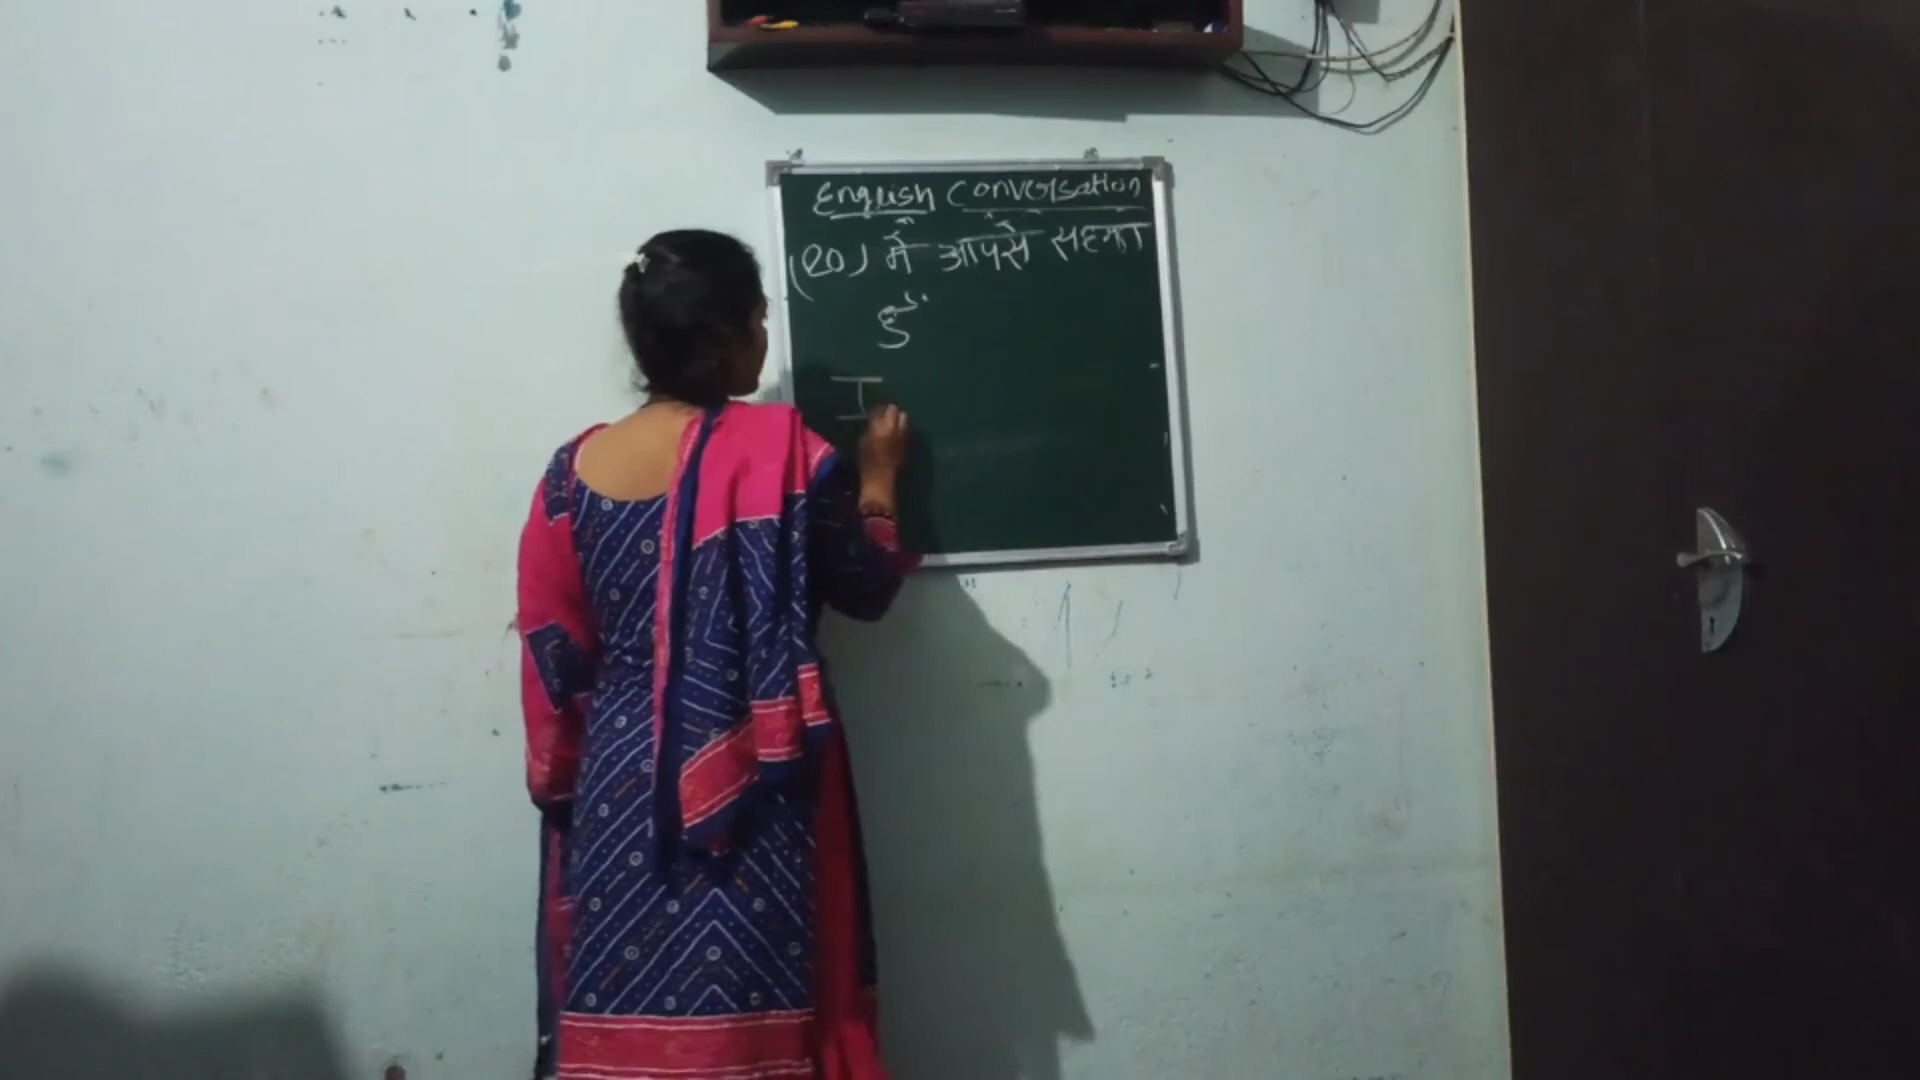 English Conversation
(20) में आपसे सहमत
हूँ
I